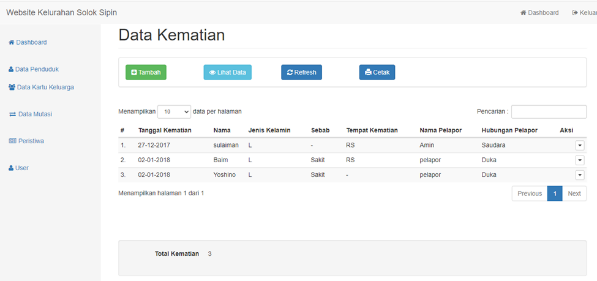 Website Kelurahan Solok Sipin
Dashboard
Dashboard
Data Penduduk
Data Kartu Keluarga
Data Mutasi
Peristiwa
User
Data Kematian
Tambah Lihat Data Refresh Cetak
Menampilkan 10 data per halaman Pencarian :
# Tanggal Kematian Nama Jenis Kelamin Sebab Tempat Kematian Nama Pelapor Hubungan Pelapor Aksi
1. 27-12-2017 sulaiman L - RS Amin Saudara
2. 02-01-2018 Baim L Sakit RS pelapor Duka
3. 02-01-2018 Yoshino L Sakit - pelapor Duka
Menampilkan halaman 1 dari 1 Previous 1 Next
Total Kematian 3